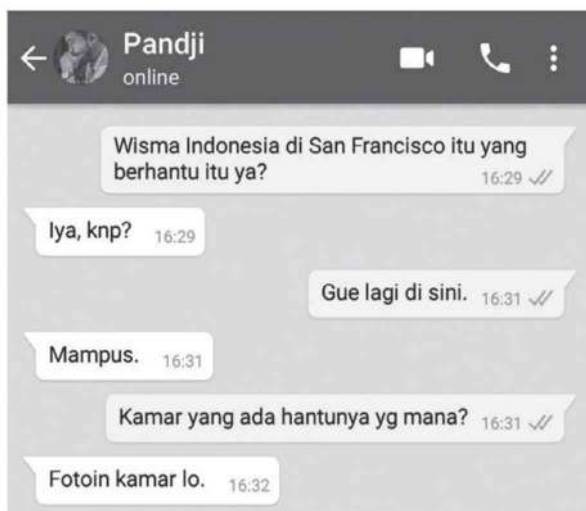 Pandji
online
Wisma Indonesia di San Francisco itu yang
berhantu itu ya?
16:29
Iya, knp? 16:29
Gue lagi di sini. 16:31
Mampus. 16:31
Kamar yang ada hantunya yg mana? 16:31
Fotoin kamar lo. 16:32